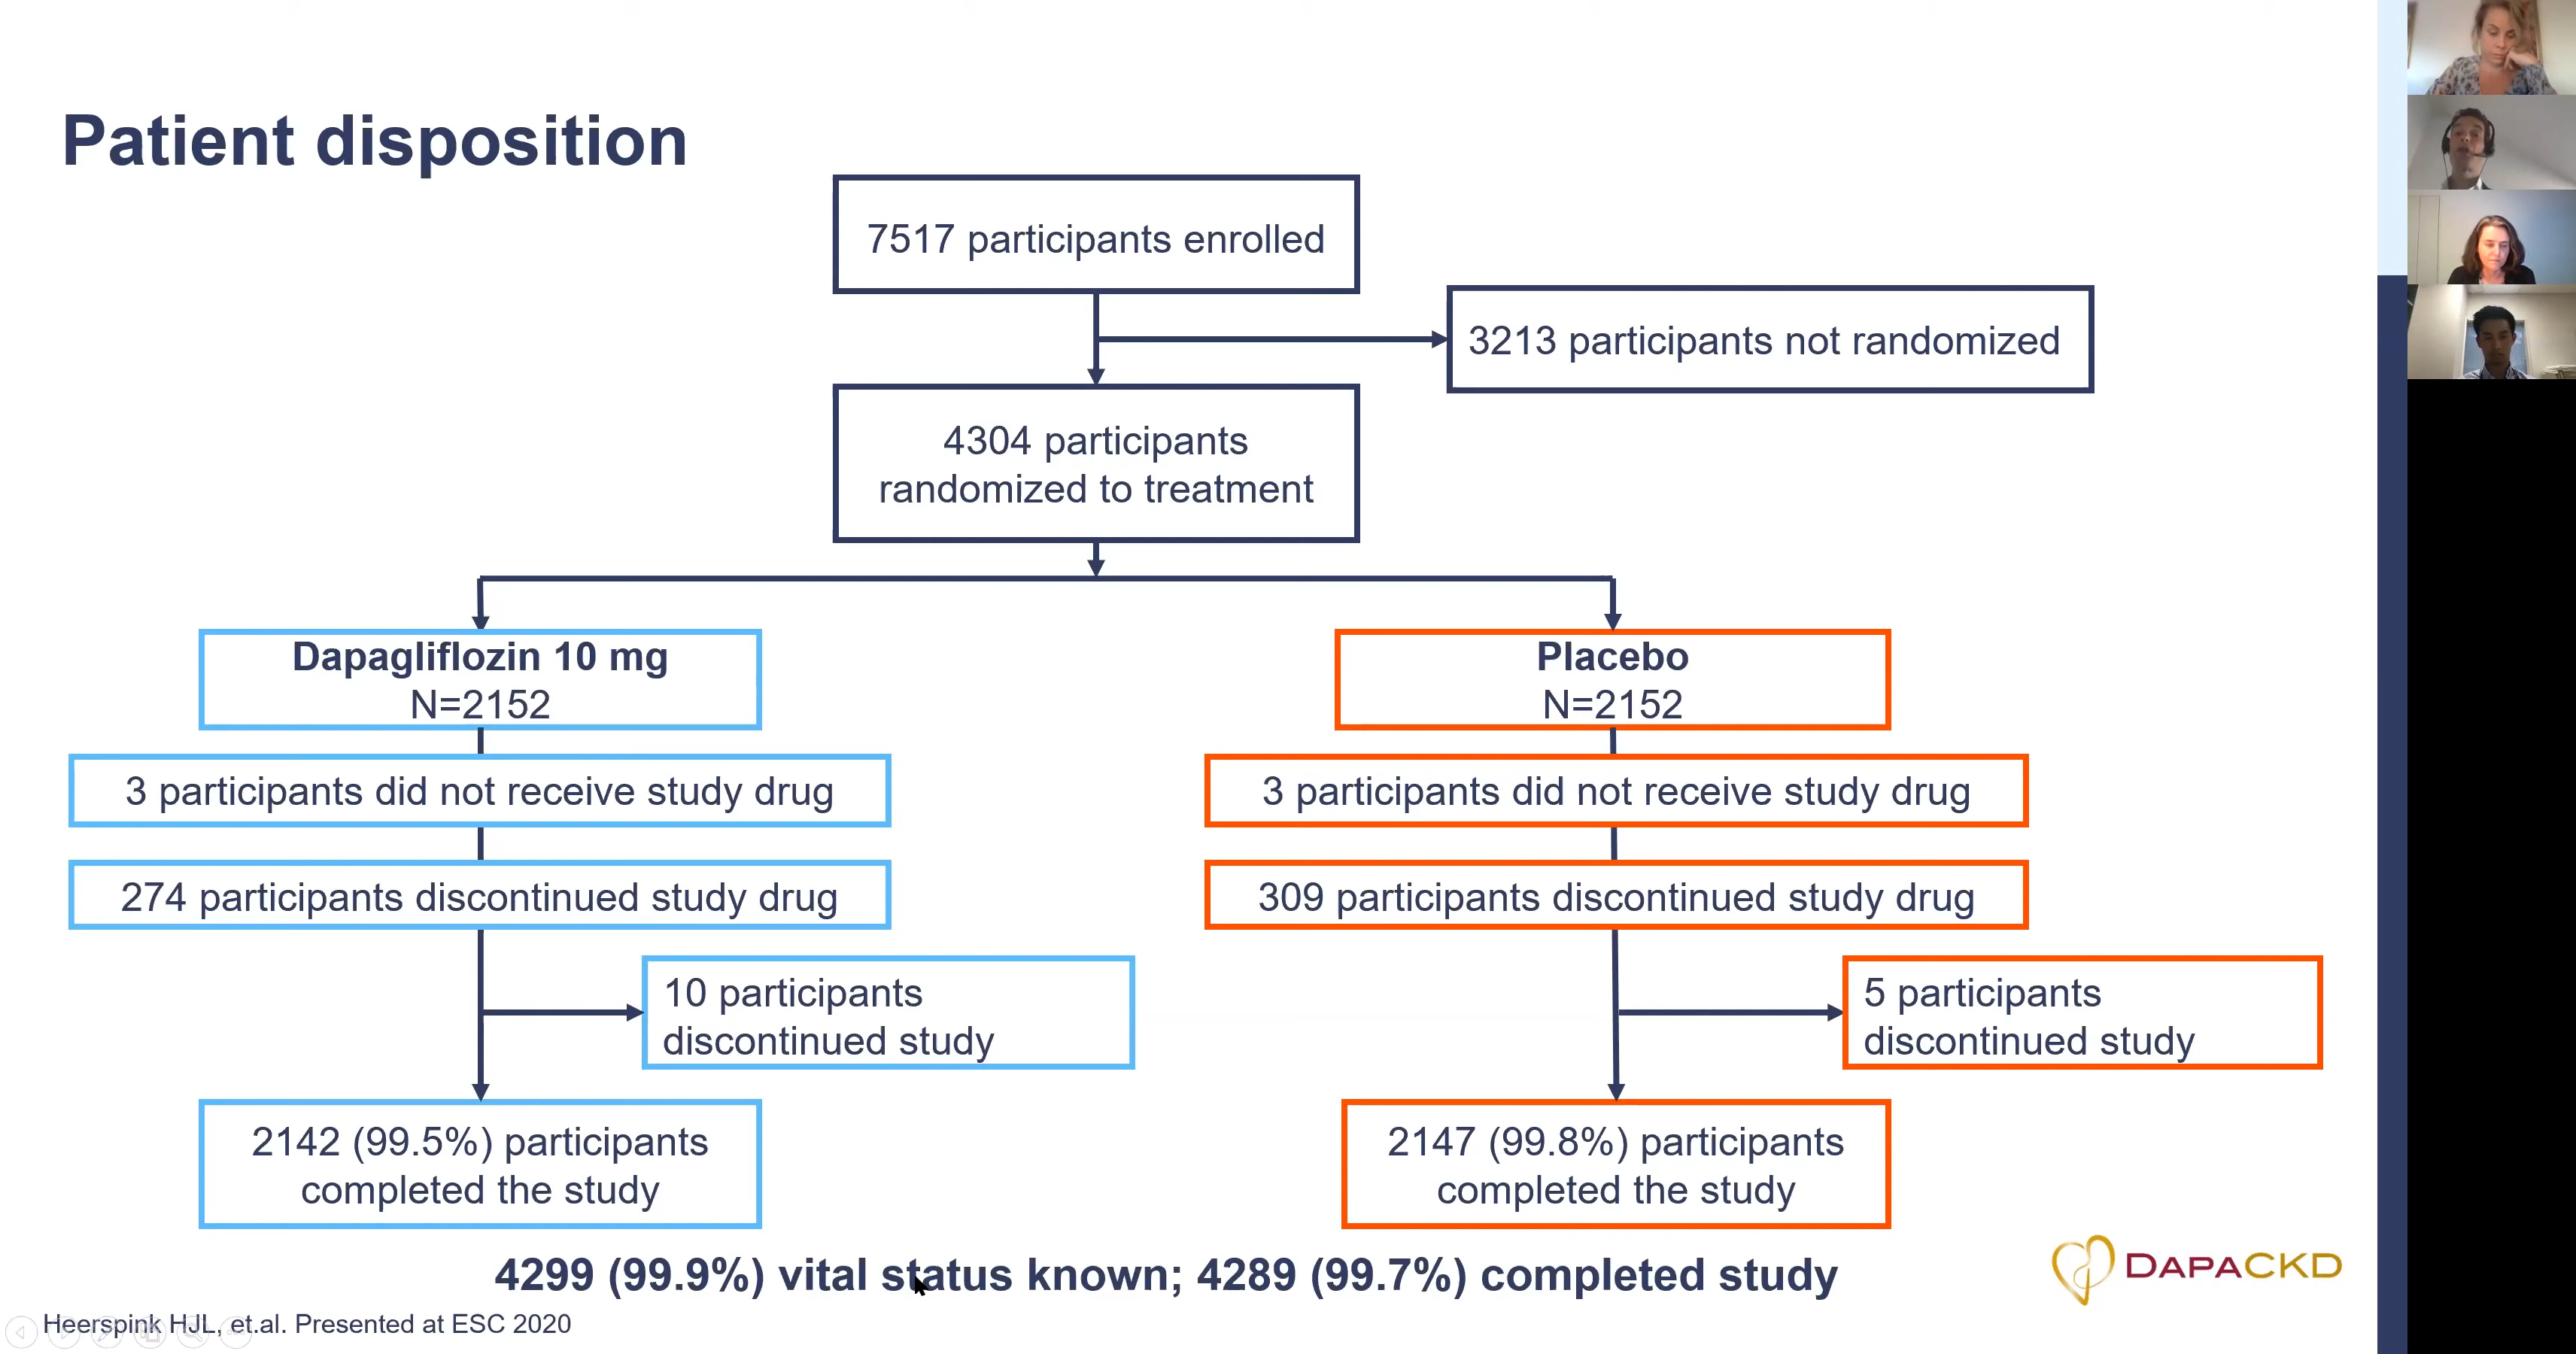 Patient disposition
7517 participants enrolled
3213 participants not randomized
4304 participants
randomized to treatment
Dapagliflozin 10 mg
N=2152
Placebo
N=2152
3 participants did not receive study drug
3 participants did not receive study drug
274 participants discontinued study drug
309 participants discontinued study drug
10 participants
discontinued study
5 participants
discontinued study
2142 (99.5%) participants
completed the study
2147 (99.8%) participants
completed the study
4299 (99.9%) vital status known; 4289 (99.7%) completed study
DAPACKD
Heerspink HJL, et.al. Presented at ESC 2020